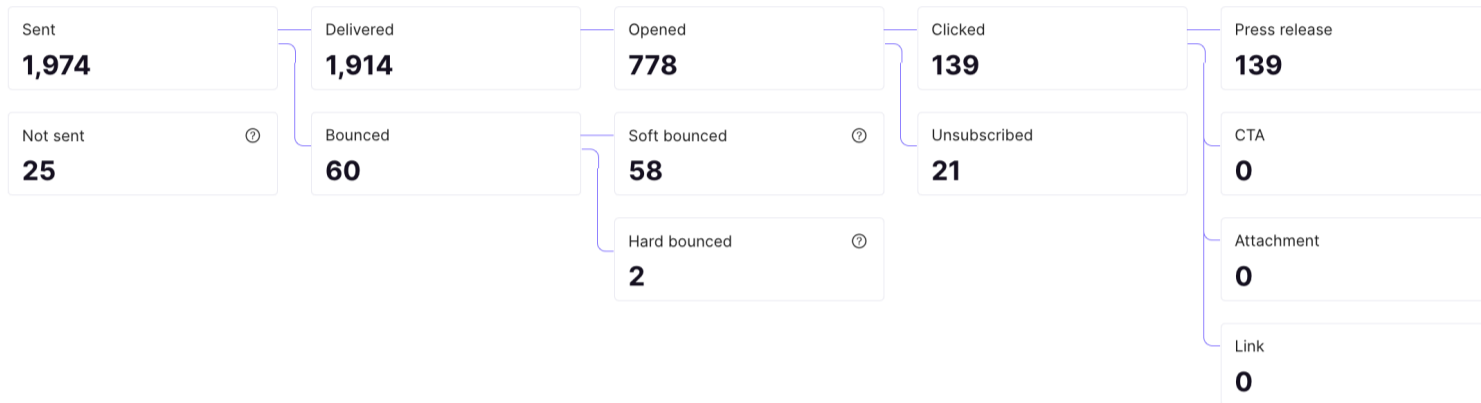 Sent
1,974
Delivered
1,914
Opened
778
Clicked
139
Press release
139
Not sent
25
Bounced
60
Soft bounced
58
Unsubscribed
21
CTA
0
Hard bounced
2
Attachment
0
Link
0